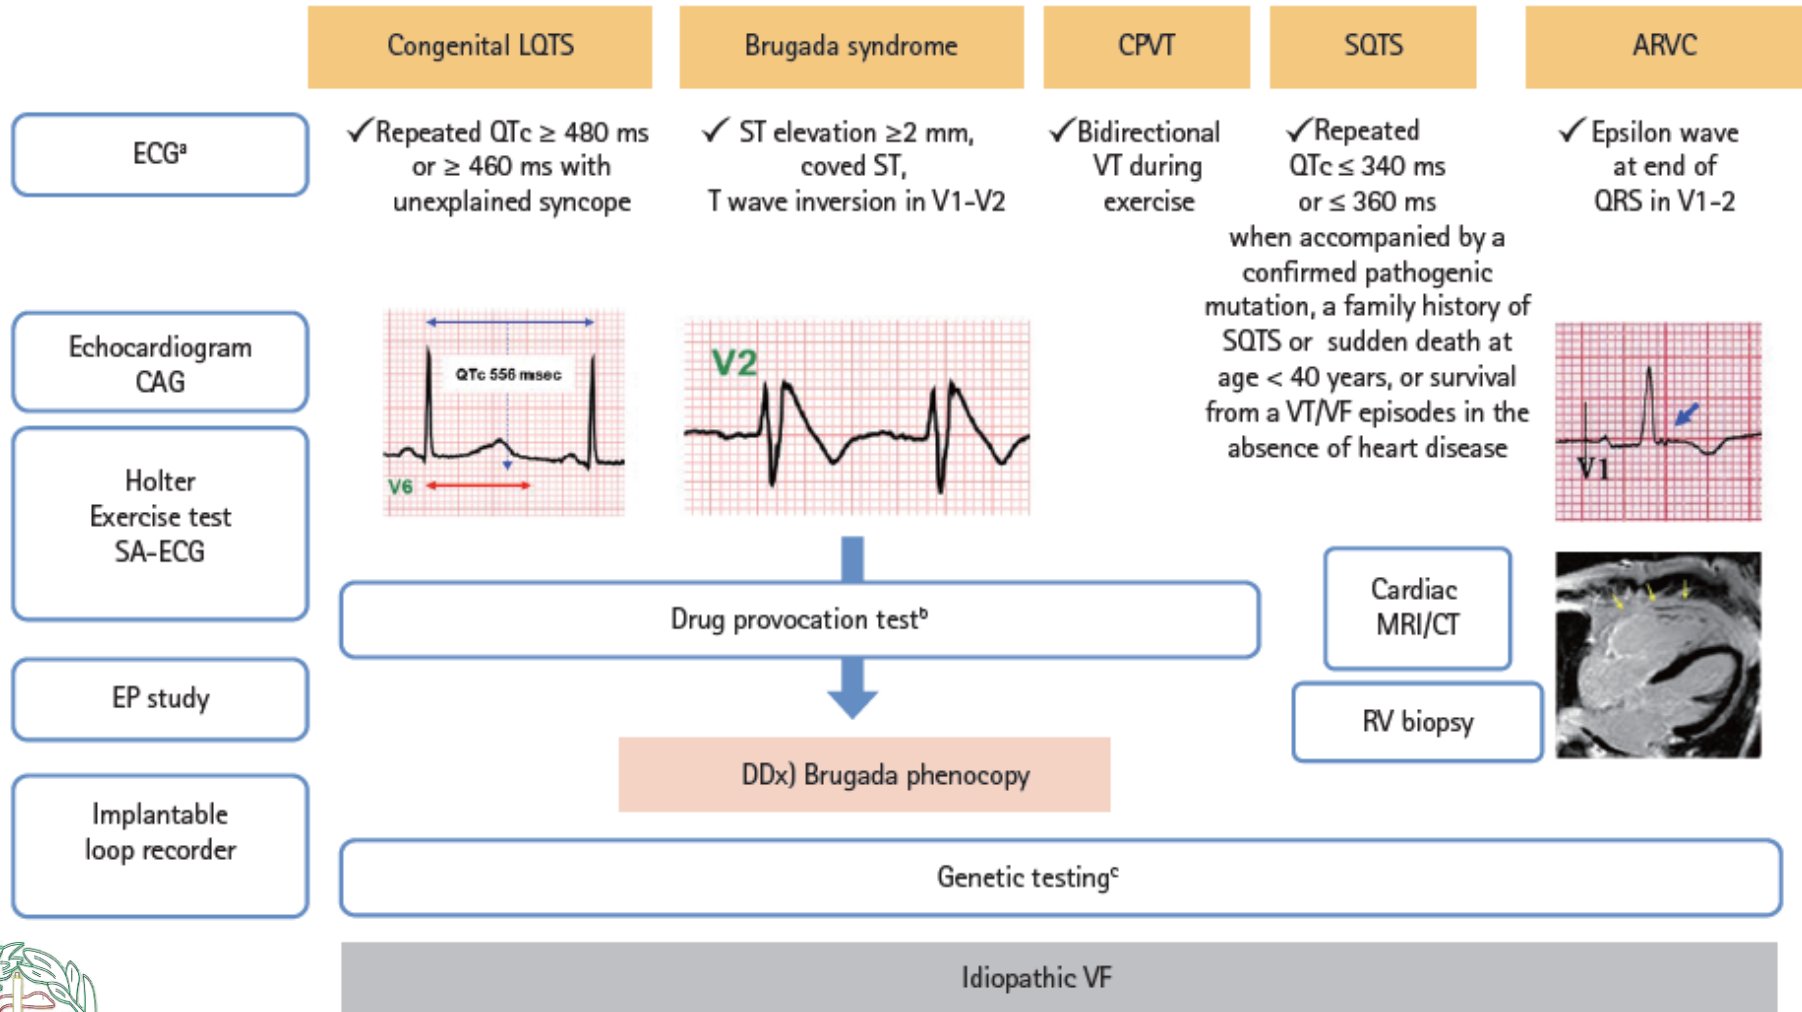 Congenital LQTS
Brugada syndrome
CPVT
SQTS
ARVC
ECGᵃ
✓Repeated QTc ≥ 480 ms
or ≥ 460 ms with
unexplained syncope
✓ ST elevation ≥2 mm,
coved ST,
T wave inversion in V1-V2
✓Bidirectional
VT during
exercise
✓Repeated
QTc ≤ 340 ms
or ≤ 360 ms
when accompanied by a
confirmed pathogenic
mutation, a family history of
SQTS or sudden death at
age < 40 years, or survival
from a VT/VF episodes in the
absence of heart disease
✓ Epsilon wave
at end of
QRS in V1-2
Echocardiogram
CAG
QTc 556 msec
V6
V2
V1
Holter
Exercise test
SA-ECG
Drug provocation testᵇ
Cardiac
MRI/CT
EP study
RV biopsy
DDx) Brugada phenocopy
Implantable
loop recorder
Genetic testingᶜ
Idiopathic VF